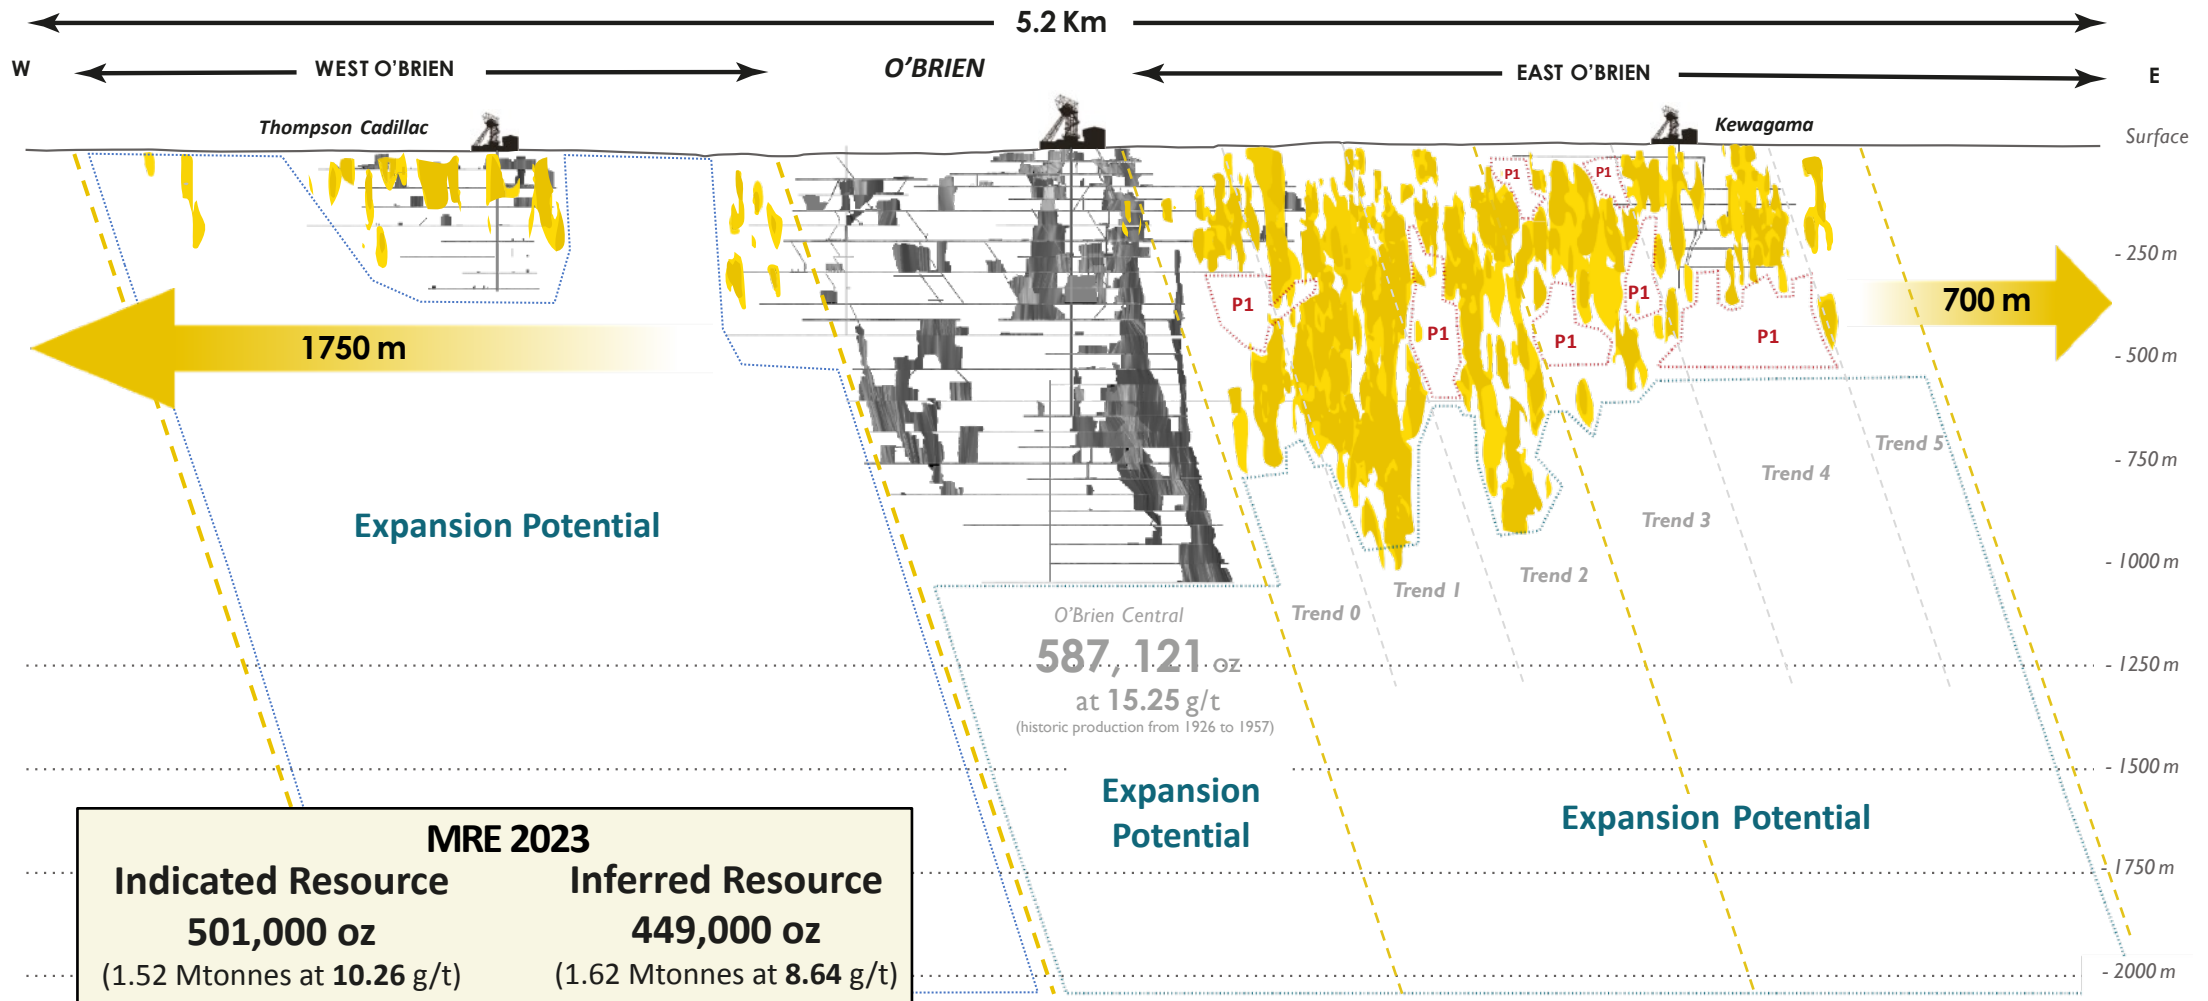 5.2 Km
W
WEST O'BRIEN
O'BRIEN
EAST O'BRIEN
E
Thompson Cadillac
Kewagama
Surface
P1
P1
- 250 m
P1
P1
700 m
1750 m
P1
P1
P1
- 500 m
Trend 5
- 750 m
Trend 4
Expansion Potential
Trend 3
- 1000 m
Trend 2
Trend 1
O'Brien Central
Trend 0
587, 121 oz
- 1250 m
at 15.25 g/t
(historic production from 1926 to 1957)
- 1500 m
Expansion
Potential
Expansion Potential
MRE 2023
- 1750 m
Indicated Resource
Inferred Resource
501,000 oz
449,000 oz
(1.52 Mtonnes at 10.26 g/t)
(1.62 Mtonnes at 8.64 g/t)
- 2000 m